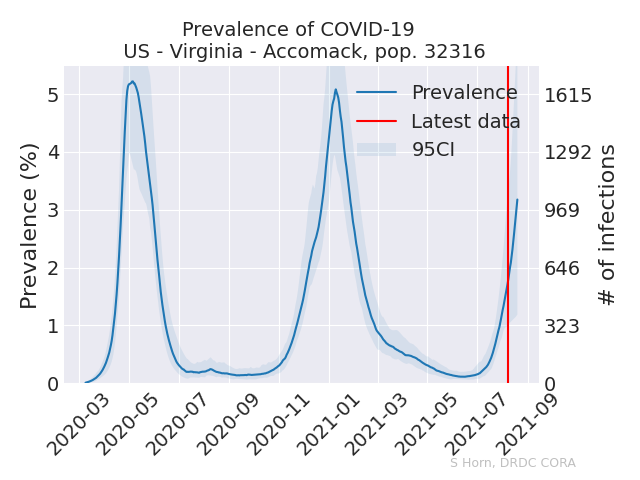 Prevalence of COVID-19
US - Virginia - Accomack, pop. 32316
Prevalence
Latest data
95CI
Prevalence (%)
5
4
3
2
1
0
1615
1292
969
646
323
0
# of infections
2020-03
2020-05
2020-07
2020-09
2020-11
2021-01
2021-03
2021-05
2021-07
2021-09
S Horn, DRDC CORA